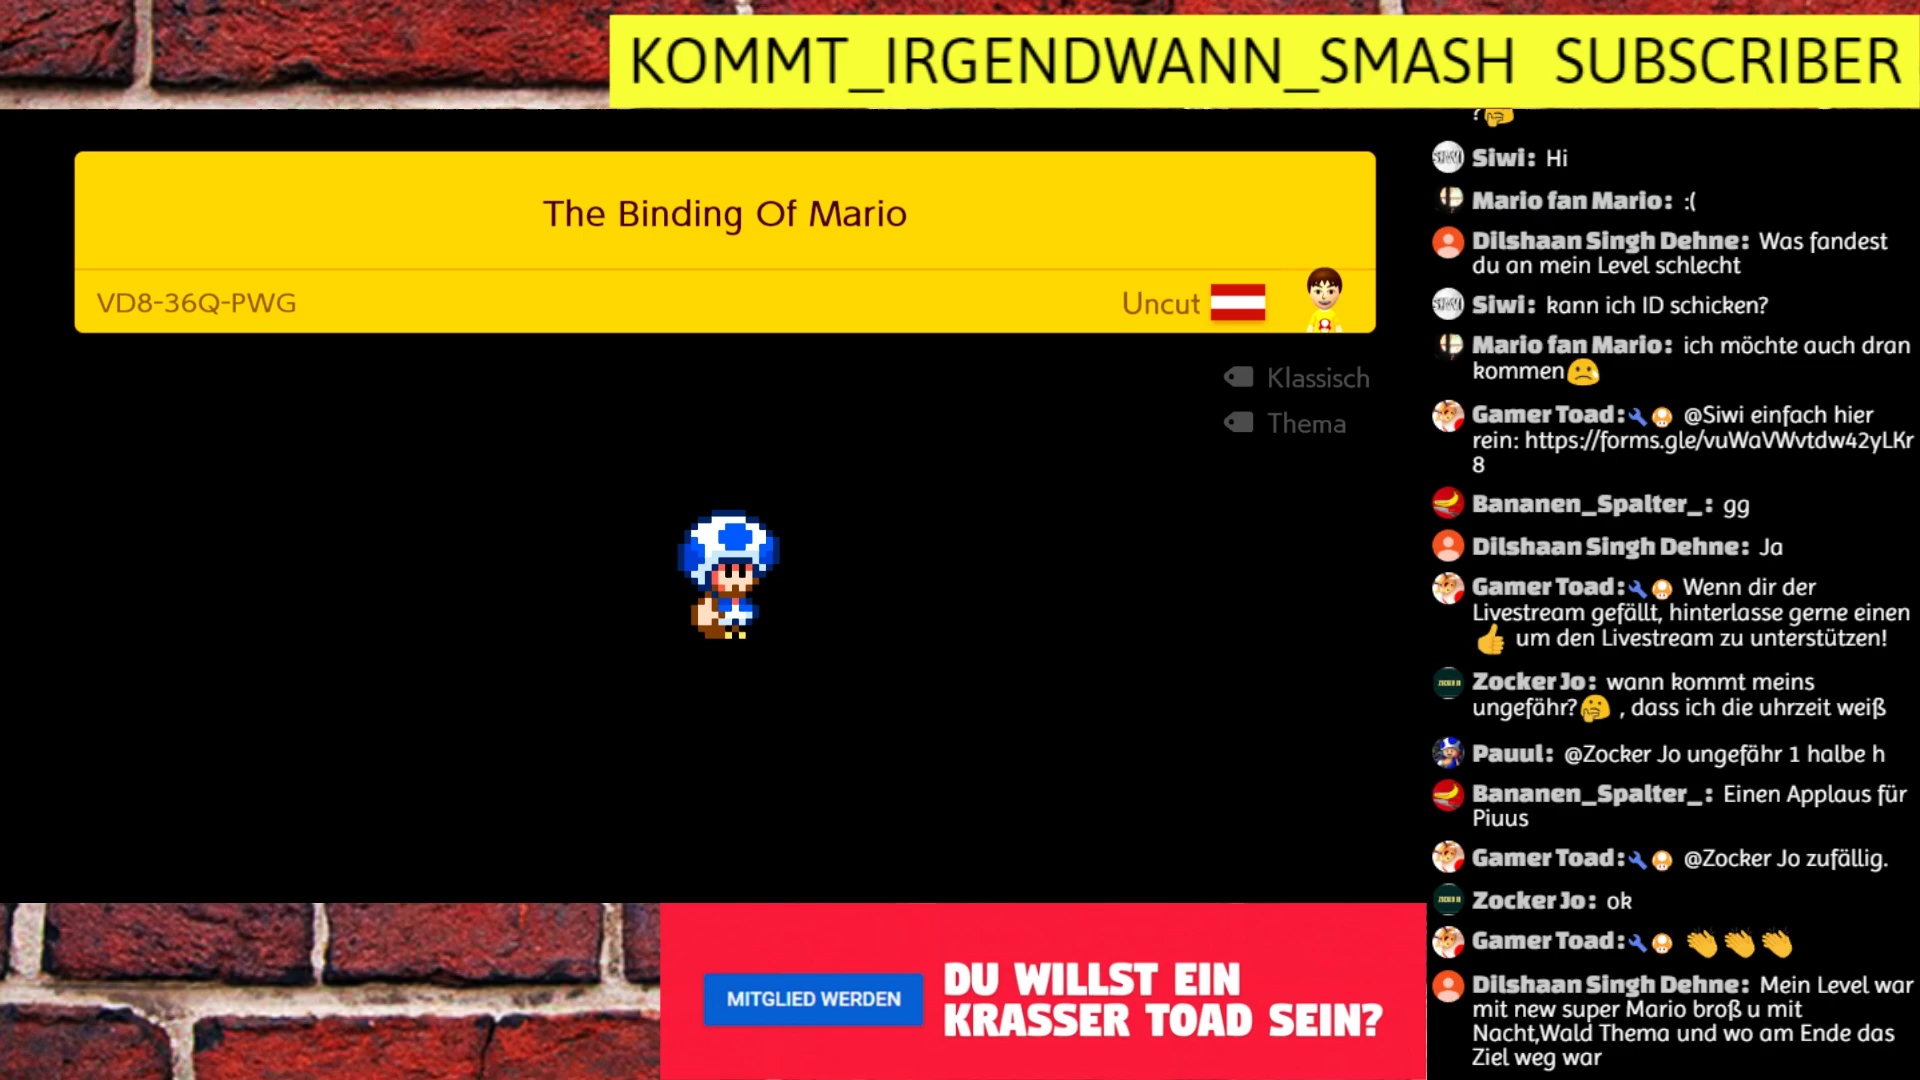 KOMMT_IRGENDWANN_SMASH SUBSCRIBER
The Binding Of Mario
VD8-36Q-PWG
Uncut
Klassisch
Thema
?🤔
Siwi: Hi
Mario fan Mario: :(
Dilshaan Singh Dehne: Was fandest
du an mein Level schlecht
Siwi: kann ich ID schicken?
Mario fan Mario: ich möchte auch dran
kommen😢
Gamer Toad: @Siwi einfach hier
rein: https://forms.gle/vuWaVWvtdw42yLKr
8
Bananen_Spalter_: gg
Dilshaan Singh Dehne: Ja
Gamer Toad: Wenn dir der
Livestream gefällt, hinterlasse gerne einen
👍 um den Livestream zu unterstützen!
Zocker Jo: wann kommt meins
ungefähr?🤔 , dass ich die uhrzeit weiß
Pauul: @Zocker Jo ungefähr 1 halbe h
Bananen_Spalter_: Einen Applaus für
Piuus
Gamer Toad: @Zocker Jo zufällig.
Zocker Jo: ok
Gamer Toad: 👏👏👏
Dilshaan Singh Dehne: Mein Level war
mit new super Mario broß u mit
Nacht,Wald Thema und wo am Ende das
Ziel weg war
MITGLIED WERDEN
DU WILLST EIN
KRASSER TOAD SEIN?